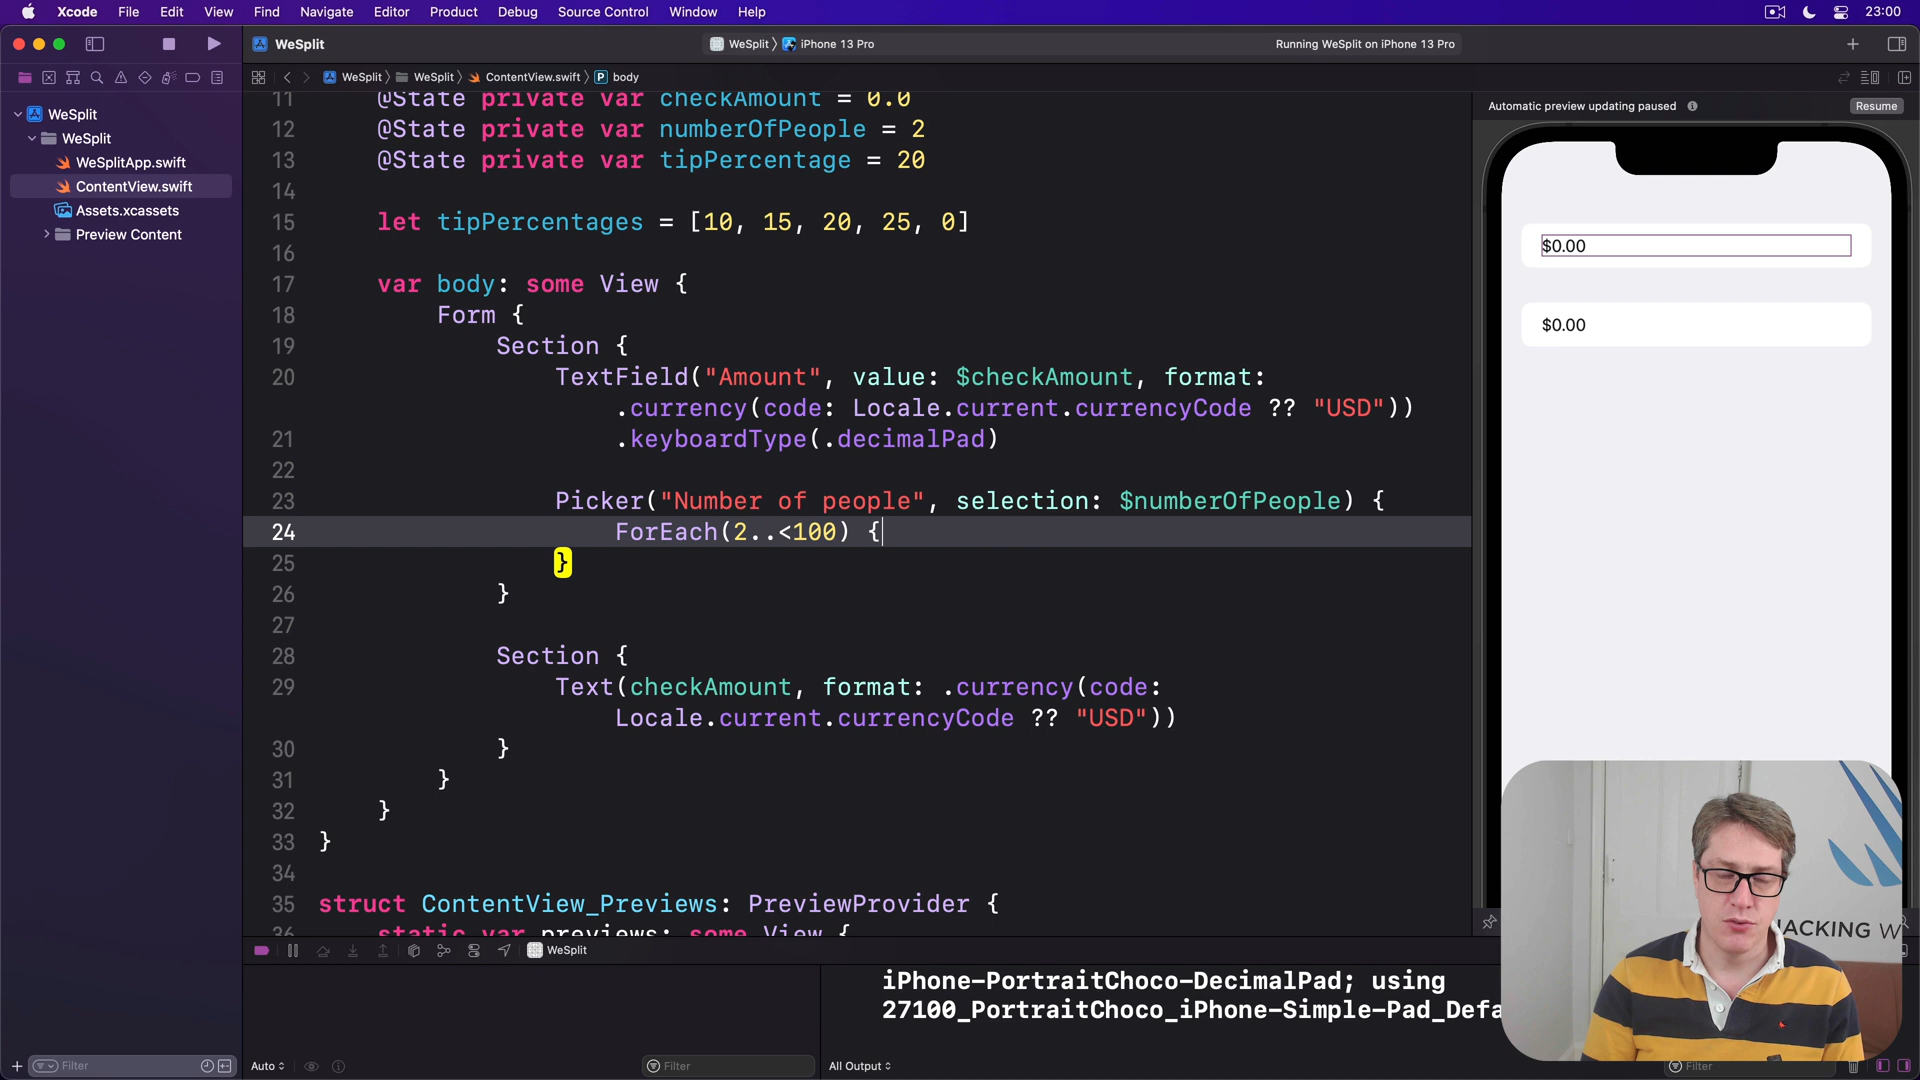 Xcode File Edit View Find Navigate Editor Product Debug Source Control Window Help 23:00
WeSplit WeSplit iPhone 13 Pro Running WeSplit on iPhone 13 Pro
WeSplit WeSplit ContentView.swift P body
Automatic preview updating paused Resume
WeSplit
WeSplit
WeSplitApp.swift
ContentView.swift
Assets.xcassets
Preview Content
11 @State private var checkAmount = 0.0
12 @State private var numberOfPeople = 2
13 @State private var tipPercentage = 20
14
15 let tipPercentages = [10, 15, 20, 25, 0]
16
17 var body: some View {
18 Form {
19 Section {
20 TextField("Amount", value: $checkAmount, format:
.currency(code: Locale.current.currencyCode ?? "USD"))
21 .keyboardType(.decimalPad)
22
23 Picker("Number of people", selection: $numberOfPeople) {
24 ForEach(2..<100) {
25 }
26 }
27
28 Section {
29 Text(checkAmount, format: .currency(code:
Locale.current.currencyCode ?? "USD"))
30 }
31 }
32 }
33 }
34
35 struct ContentView_Previews: PreviewProvider {
36 static var previews: some View {
$0.00
$0.00
HACKING W
WeSplit
iPhone-PortraitChoco-DecimalPad; using
27100_PortraitChoco_iPhone-Simple-Pad_Defa
Filter Auto Filter All Output Filter